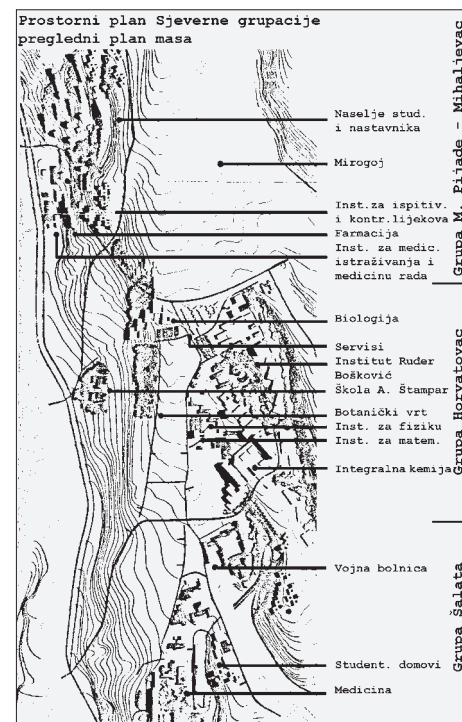 Prostorni plan Sjeverne grupacije
pregledni plan masa
Naselje stud.
i nastavnika
Mirogoj
Inst.za ispitiv.
i kontr.lijekova
Farmacija
Inst. za medic.
istraživanja i
medicinu rada
Biologija
Servisi
Institut Ruđer
Bošković
Škola A. Štampar
Botanički vrt
Inst. za fiziku
Inst. za matem.
Integralna kemija
Vojna bolnica
Student. domovi
Medicina
Grupa M. Pijade - Mihaljevac
Grupa Horvatovac
Grupa Šalata